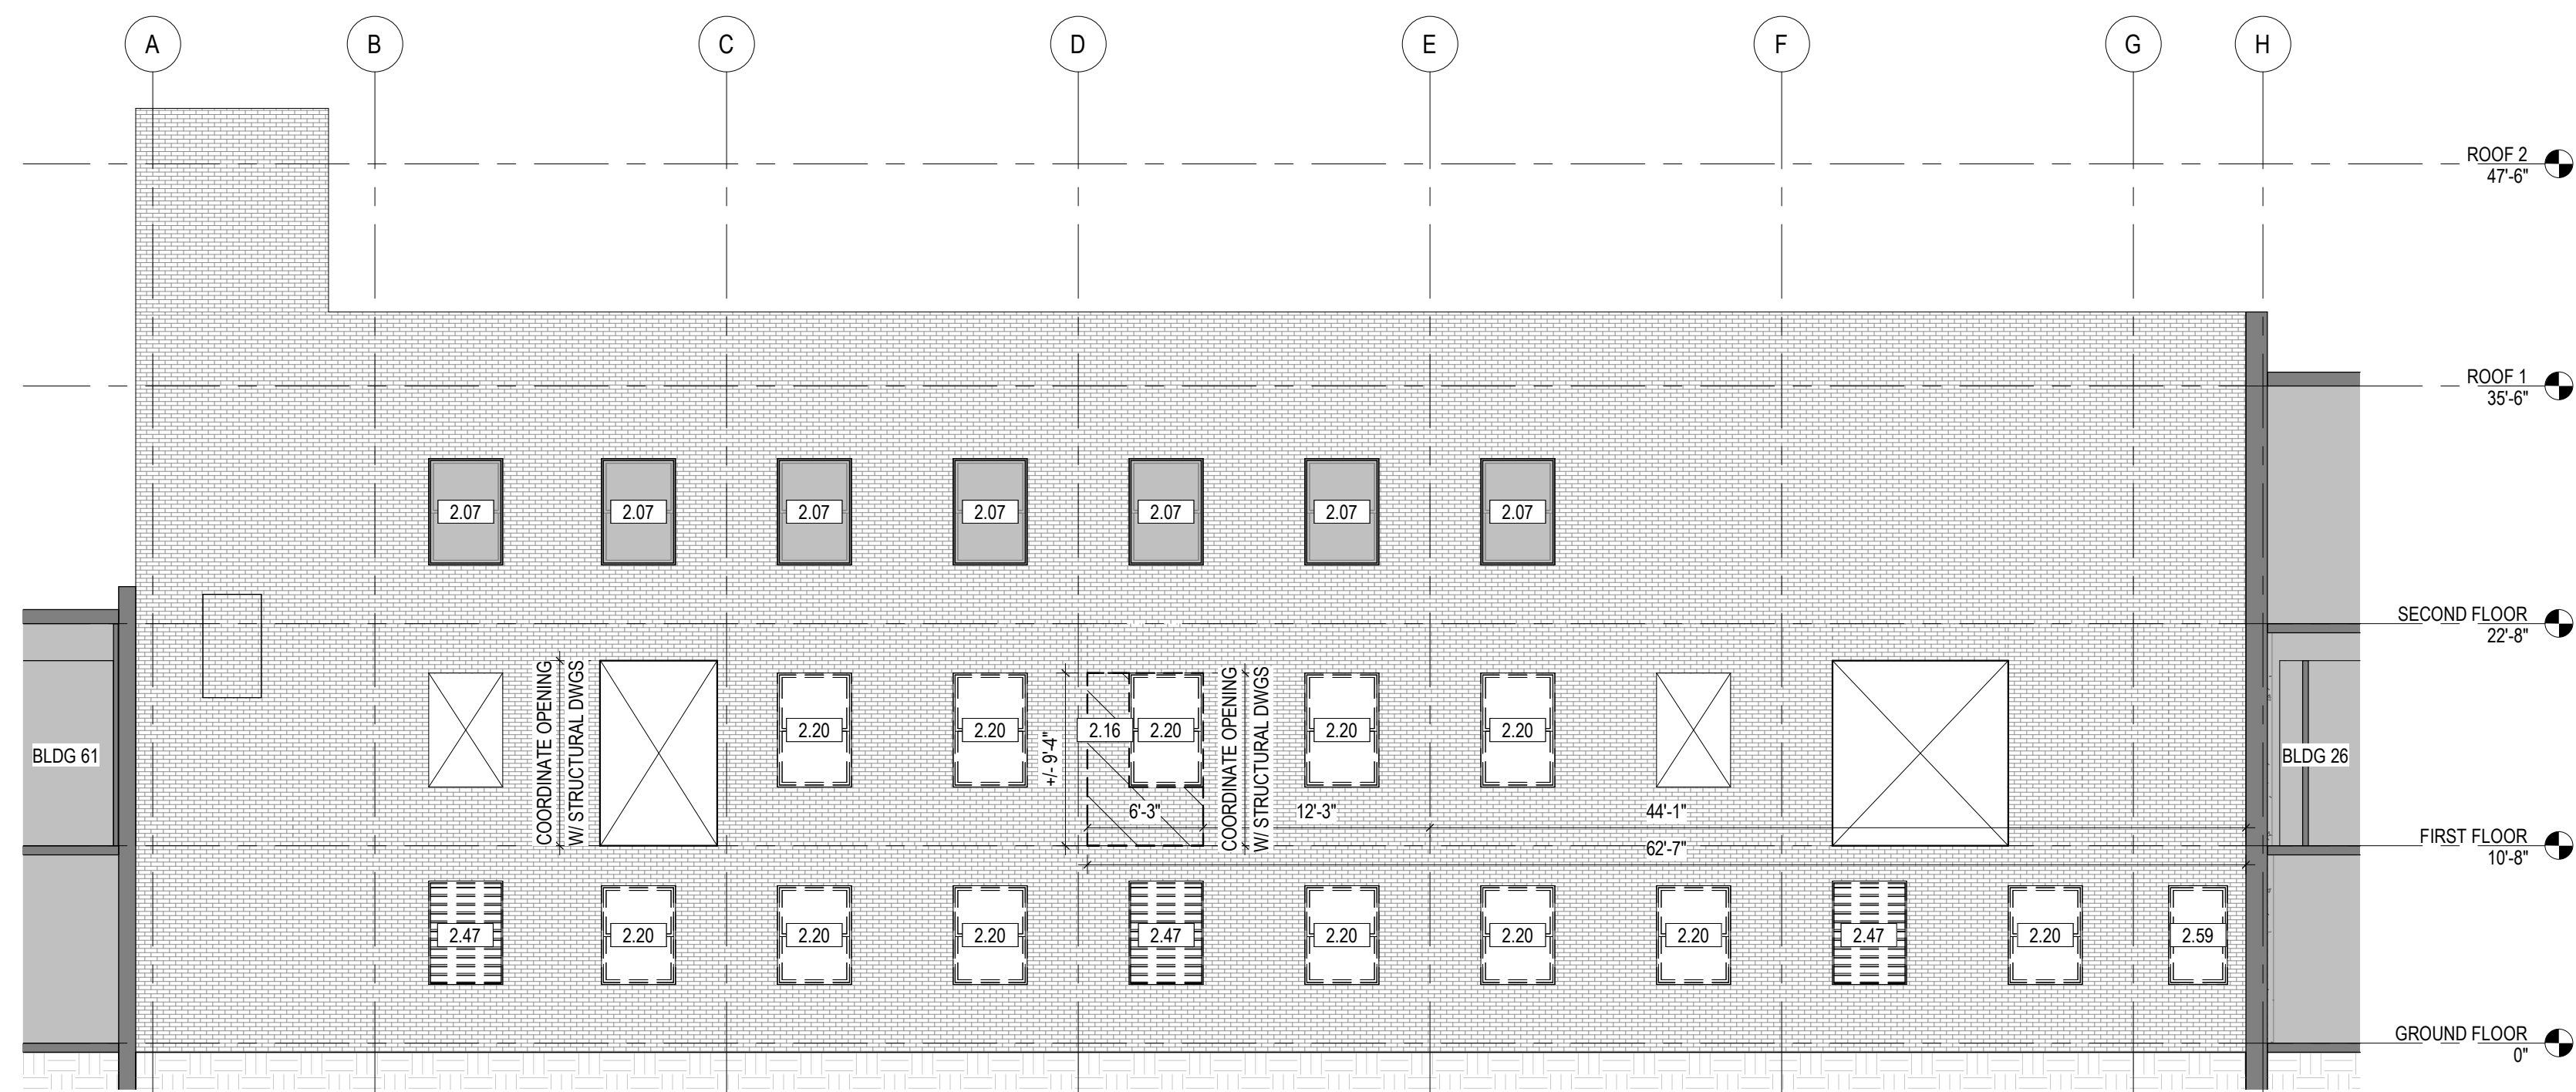 A B C D E F G H
ROOF 2
47'-6"
ROOF 1
35'-6"
2.07 2.07 2.07 2.07 2.07 2.07 2.07
SECOND FLOOR
22'-8"
COORDINATE OPENING
W/ STRUCTURAL DWGS
2.20 2.20
+/- 9'-4"
2.16 2.20
COORDINATE OPENING
W/ STRUCTURAL DWGS
2.20 2.20
BLDG 61
BLDG 26
6'-3" 12'-3" 44'-1"
62'-7"
FIRST FLOOR
10'-8"
2.47 2.20 2.20 2.20 2.47 2.20 2.20 2.20 2.47 2.20 2.59
GROUND FLOOR
0"